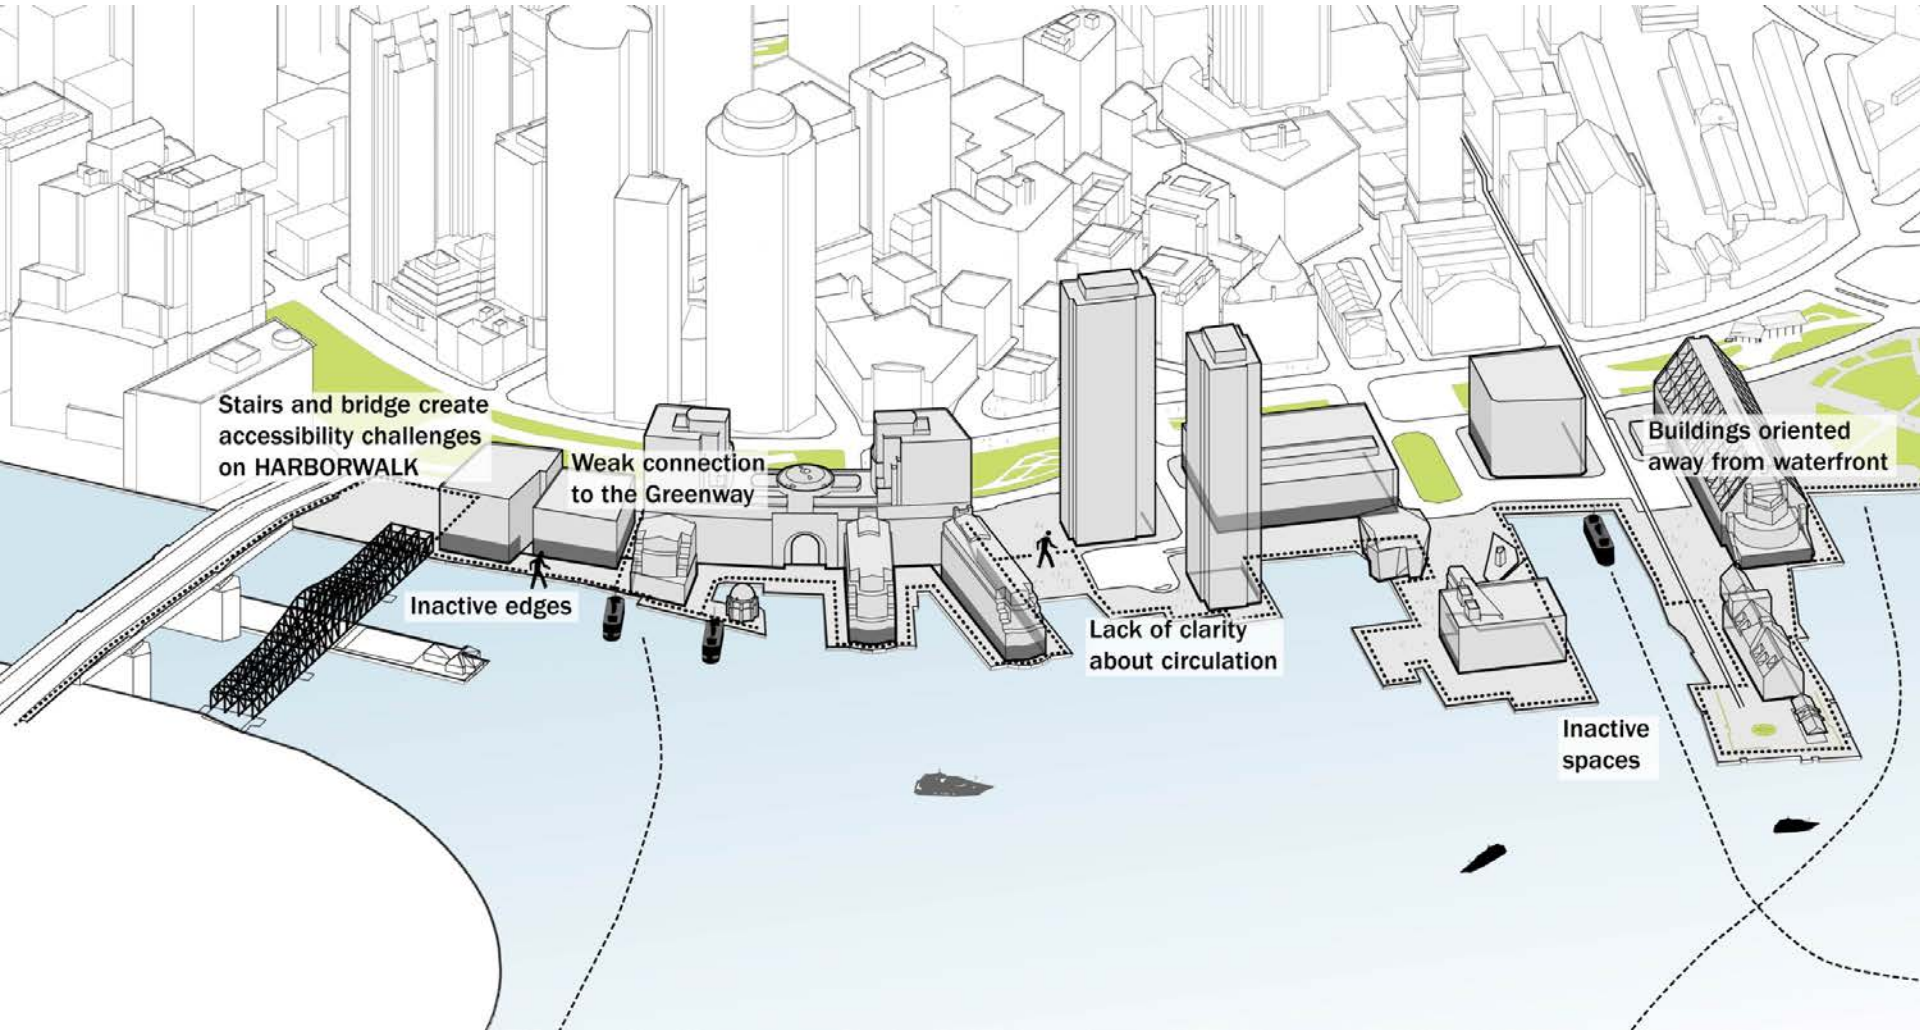 Stairs and bridge create
accessibility challenges
on HARBORWALK
Weak connection
to the Greenway
Inactive edges
Lack of clarity
about circulation
Buildings oriented
away from waterfront
Inactive
spaces